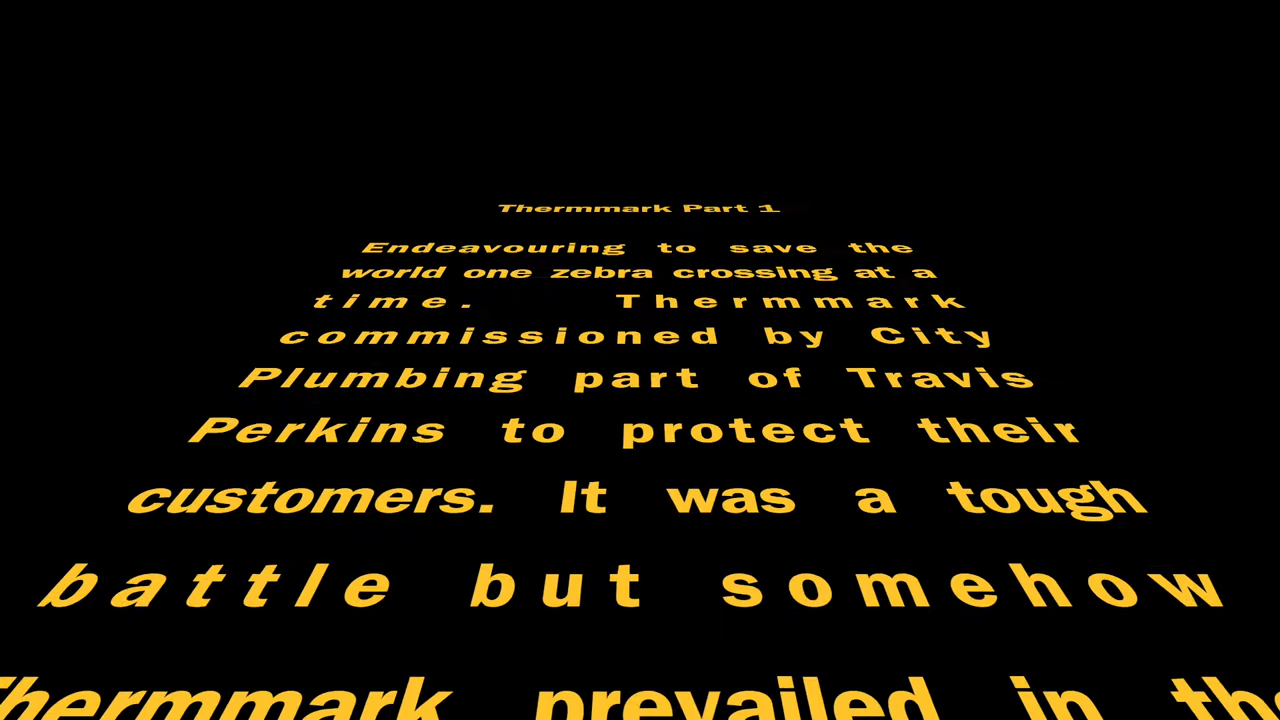 Thermmark Part 1
Endeavouring to save the
world one zebra crossing at a
time. Thermmark
commissioned by City
Plumbing part of Travis
Perkins to protect their
customers. It was a tough
battle but somehow
Thermmark prevailed in the